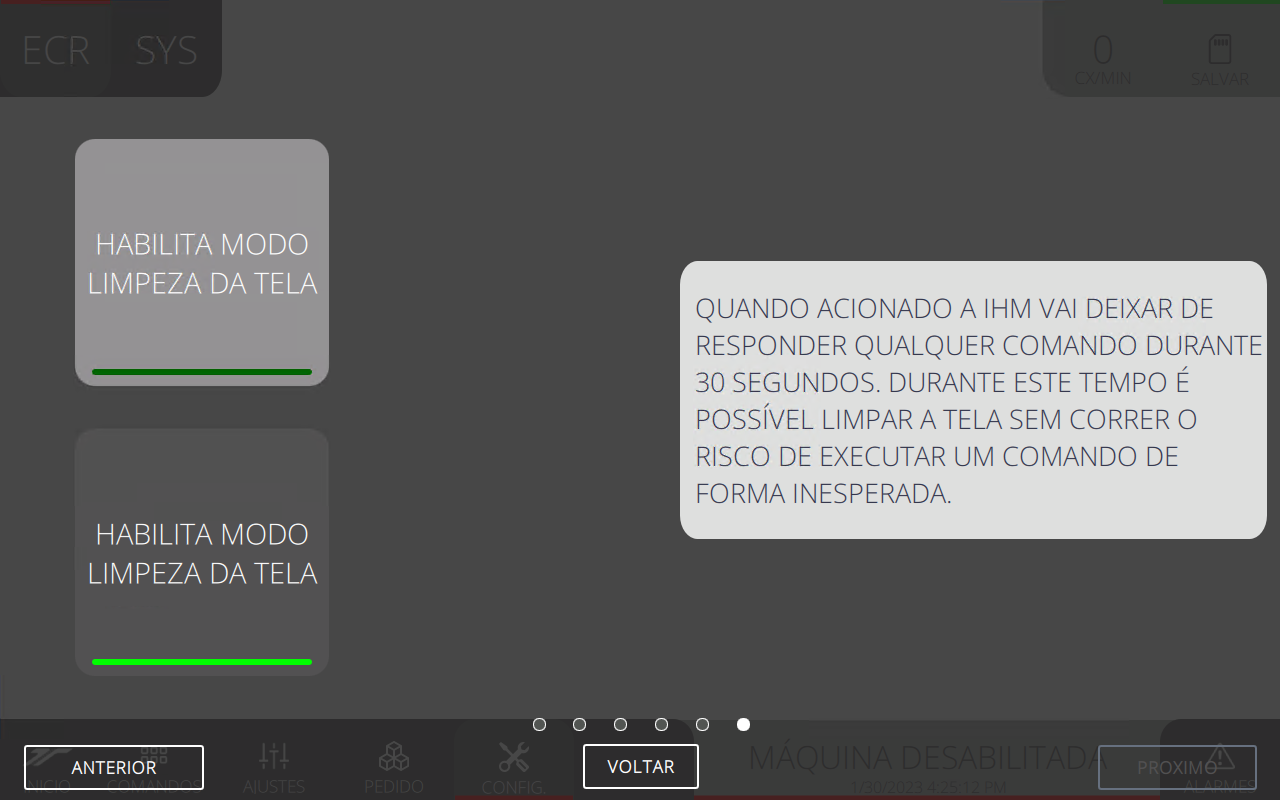 ECR SYS
0
CX/MIN
SALVAR
HABILITA MODO
LIMPEZA DA TELA
QUANDO ACIONADO A IHM VAI DEIXAR DE
RESPONDER QUALQUER COMANDO DURANTE
30 SEGUNDOS. DURANTE ESTE TEMPO É
POSSÍVEL LIMPAR A TELA SEM CORRER O
RISCO DE EXECUTAR UM COMANDO DE
FORMA INESPERADA.
HABILITA MODO
LIMPEZA DA TELA
INICIO
COMANDOS
AJUSTES
PEDIDO
CONFIG.
MÁQUINA DESABILITADA
1/30/2023 4:25:12 PM
ALARMES
ANTERIOR
VOLTAR
PROXIMO